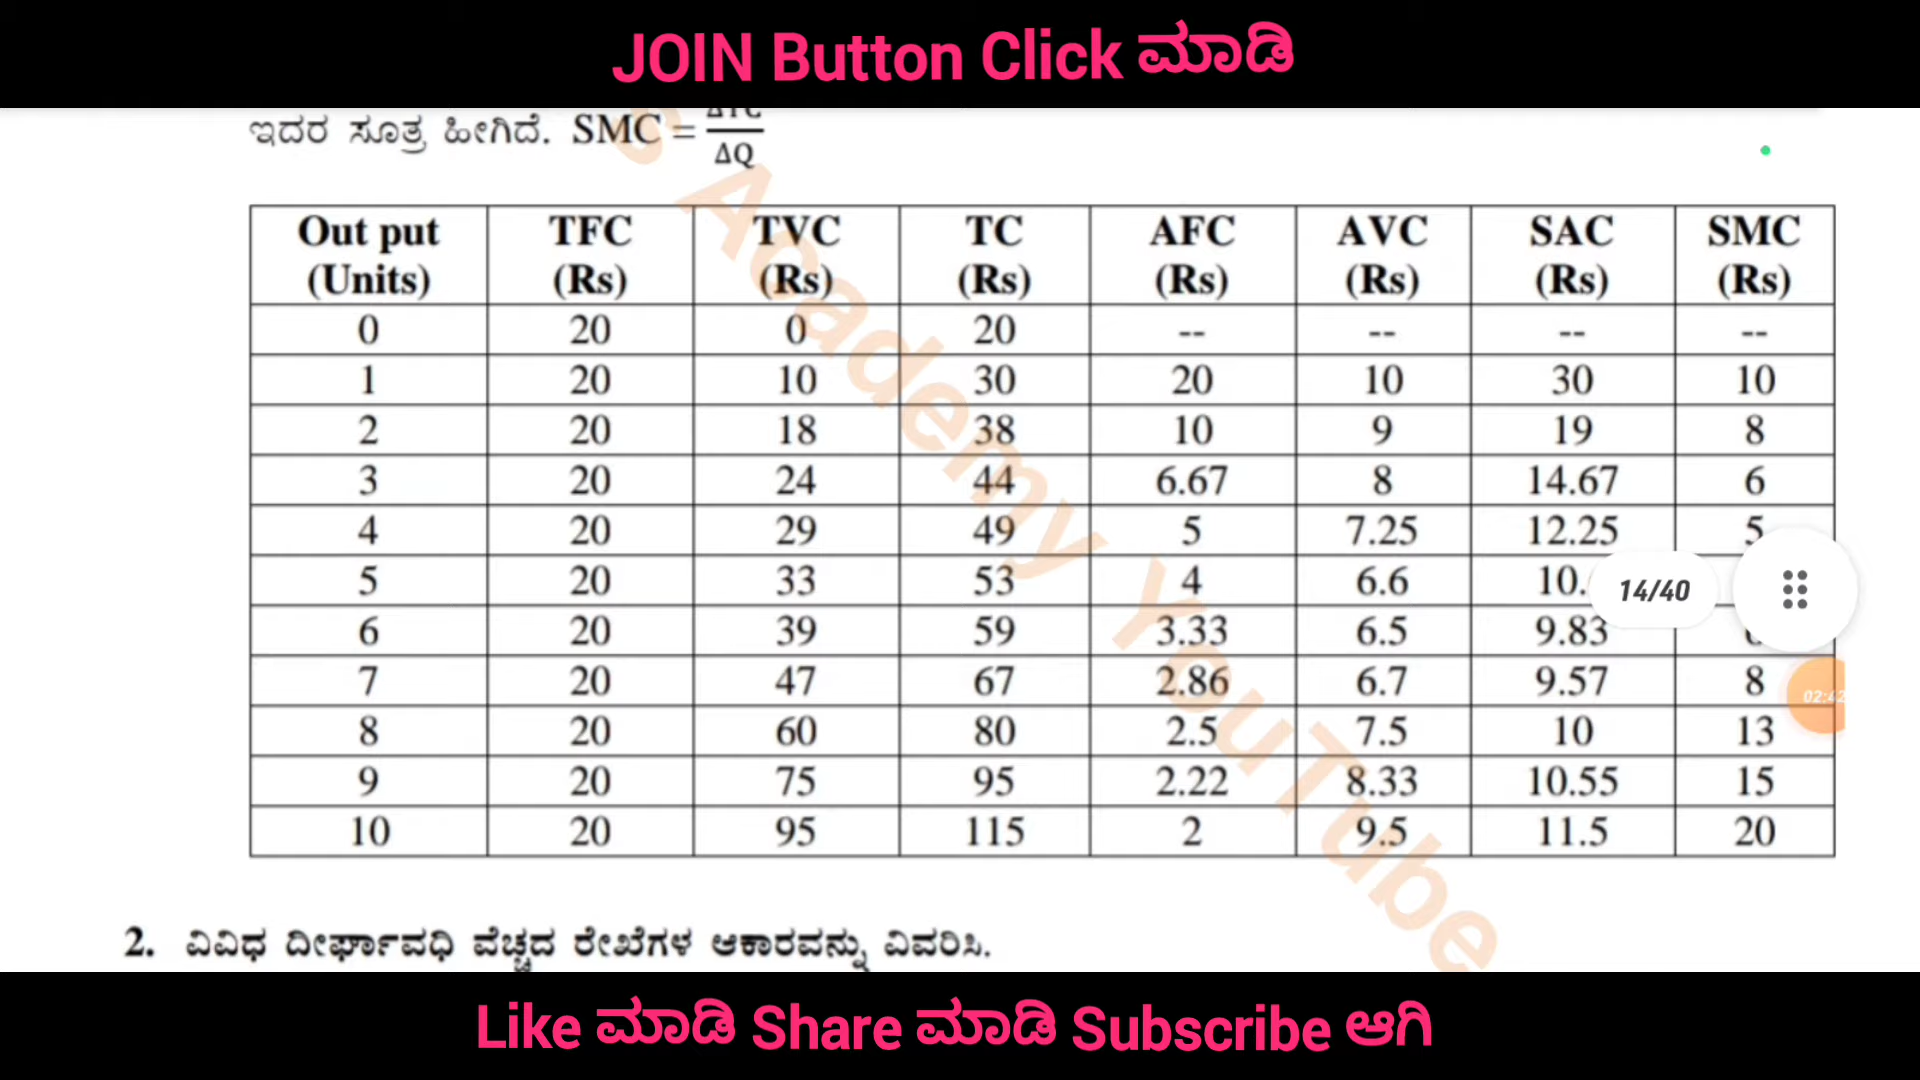 JOIN Button Click ಮಾಡಿ
ಇದರ ಸೂತ್ರ ಹೀಗಿದೆ. SMC = ΔTC/ΔQ
Out put (Units) TFC (Rs) TVC (Rs) TC (Rs) AFC (Rs) AVC (Rs) SAC (Rs) SMC (Rs)
0 20 0 20 -- -- -- --
1 20 10 30 20 10 30 10
2 20 18 38 10 9 19 8
3 20 24 44 6.67 8 14.67 6
4 20 29 49 5 7.25 12.25 5
5 20 33 53 4 6.6 10.
14/40
6 20 39 59 3.33 6.5 9.83
7 20 47 67 2.86 6.7 9.57 8
02:42
8 20 60 80 2.5 7.5 10 13
9 20 75 95 2.22 8.33 10.55 15
10 20 95 115 2 9.5 11.5 20
s Academy YouTube
2. ವಿವಿಧ ದೀರ್ಘಾವಧಿ ವೆಚ್ಚದ ರೇಖೆಗಳ ಆಕಾರವನ್ನು ವಿವರಿಸಿ.
Like ಮಾಡಿ Share ಮಾಡಿ Subscribe ಆಗಿ